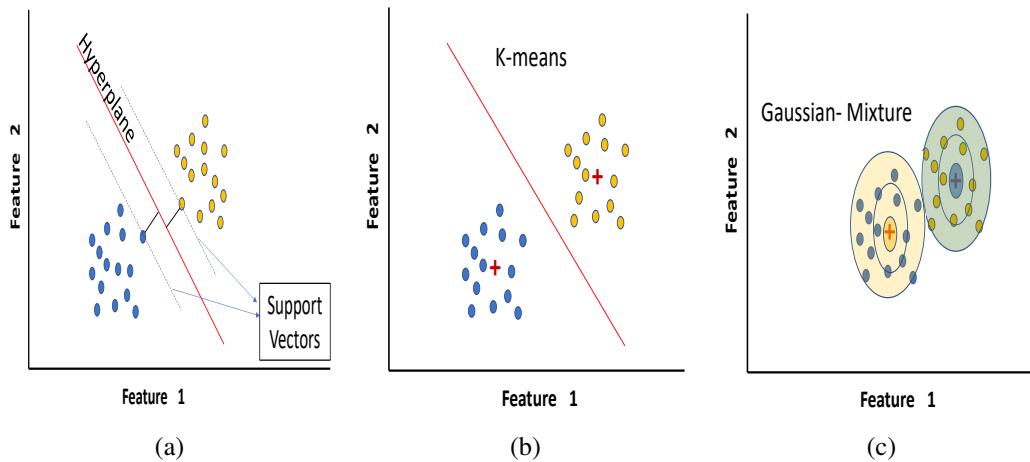 Hyperplane
Feature 2
Support
Vectors
Feature 1
(a)
K-means
Feature 2
Feature 1
(b)
Gaussian- Mixture
Feature 2
Feature 1
(c)